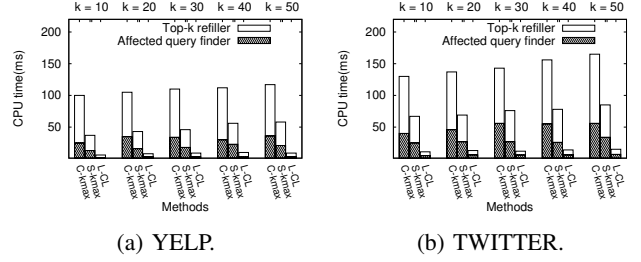 k = 10 k = 20 k = 30 k = 40 k = 50
Top-k refiller
Affected query finder
200
150
100
50
CPU time(ms)
C-kmax S-kmax L-CL C-kmax S-kmax L-CL C-kmax S-kmax L-CL C-kmax S-kmax L-CL C-kmax S-kmax L-CL
Methods
(a) YELP.
k = 10 k = 20 k = 30 k = 40 k = 50
Top-k refiller
Affected query finder
200
150
100
50
CPU time(ms)
C-kmax S-kmax L-CL C-kmax S-kmax L-CL C-kmax S-kmax L-CL C-kmax S-kmax L-CL C-kmax S-kmax L-CL
Methods
(b) TWITTER.